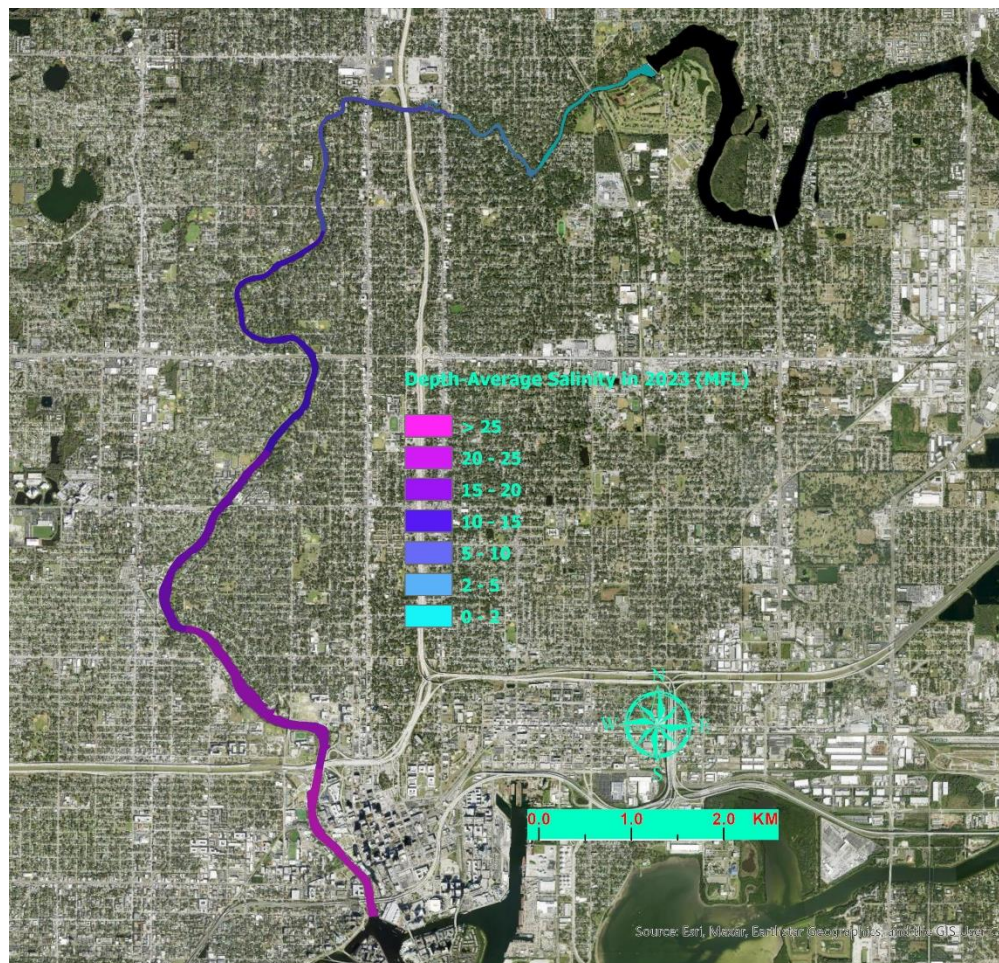 Depth-Average Salinity in 2023 (MFL)
> 25
20 - 25
15 - 20
10 - 15
5 - 10
2 - 5
0 - 2
N
W E
S
0.0 1.0 2.0 KM
Source: Esri, Maxar, Earthstar Geographics, and the GIS User